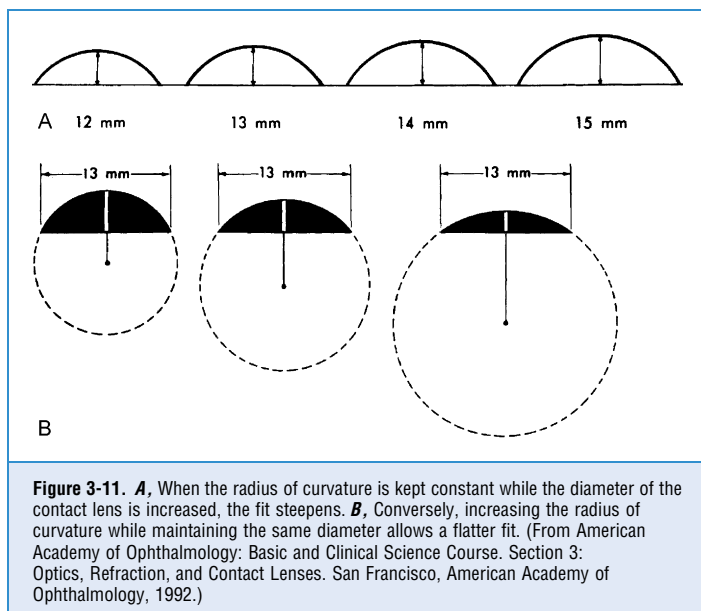 A 12 mm 13 mm 14 mm 15 mm
13 mm 13 mm 13 mm
B
Figure 3-11. A, When the radius of curvature is kept constant while the diameter of the
contact lens is increased, the fit steepens. B, Conversely, increasing the radius of
curvature while maintaining the same diameter allows a flatter fit. (From American
Academy of Ophthalmology: Basic and Clinical Science Course. Section 3:
Optics, Refraction, and Contact Lenses. San Francisco, American Academy of
Ophthalmology, 1992.)